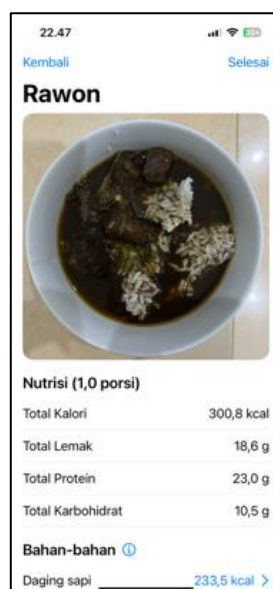 22.47
Kembali Selesai
Rawon
Nutrisi (1,0 porsi)
Total Kalori 300,8 kcal
Total Lemak 18,6 g
Total Protein 23,0 g
Total Karbohidrat 10,5 g
Bahan-bahan
Daging sapi 233,5 kcal